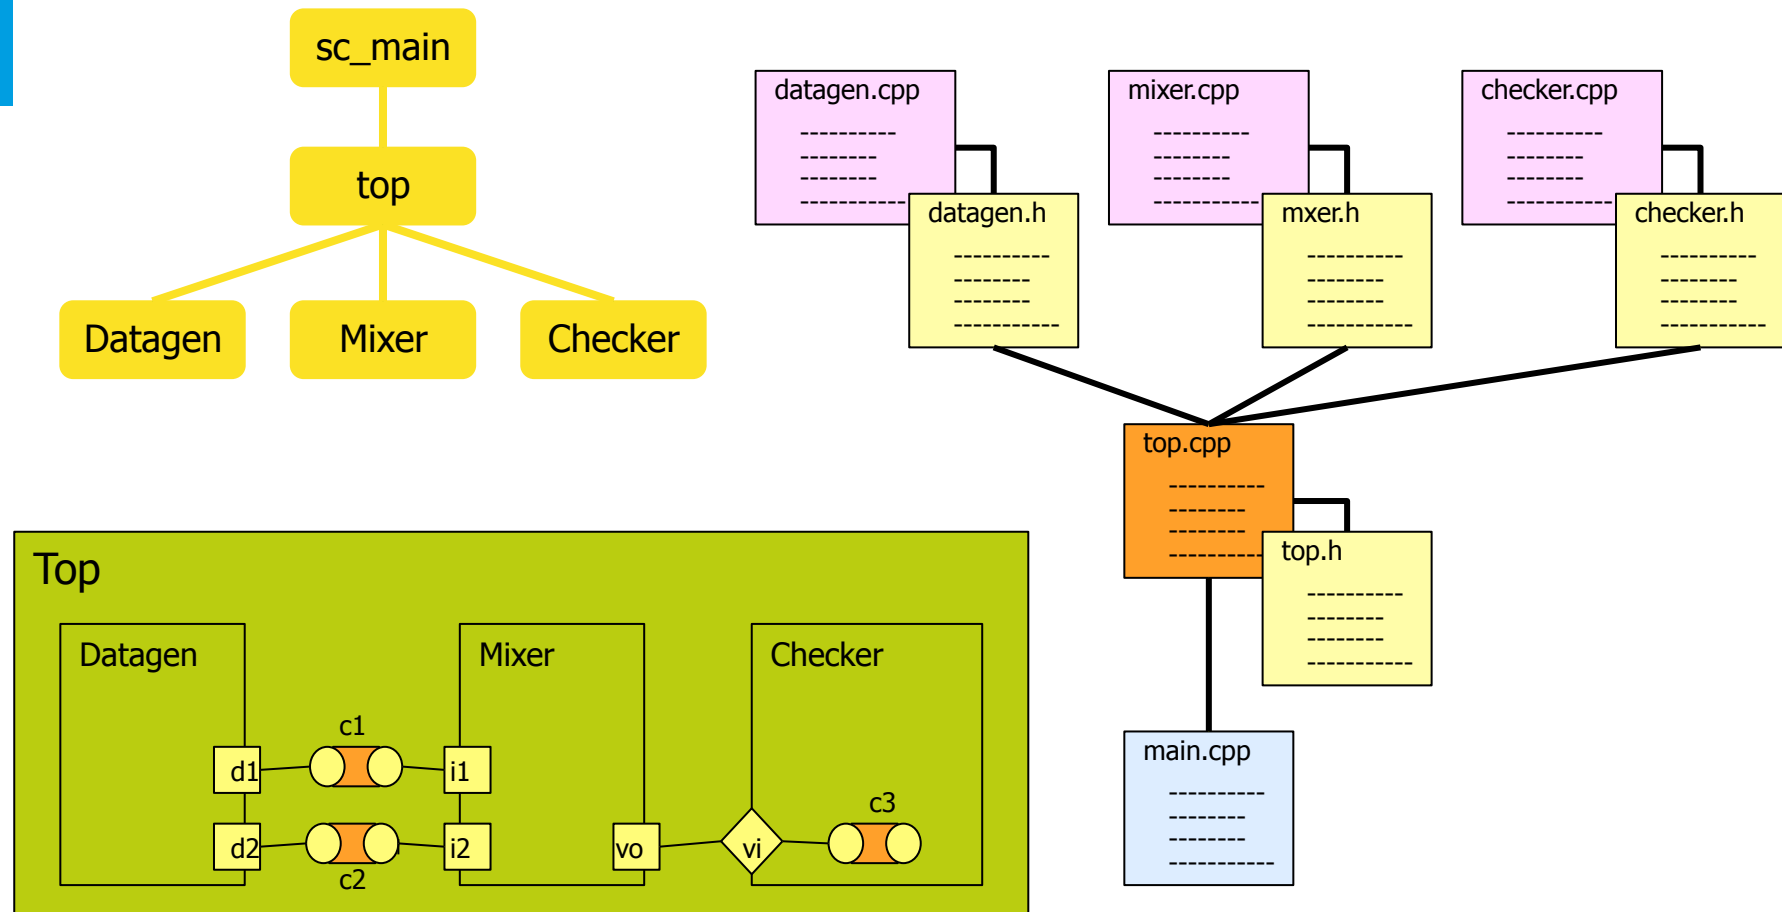 sc_main
top
Datagen
Mixer
Checker
datagen.cpp
----------
--------
--------
-----------
datagen.h
----------
--------
--------
-----------
mixer.cpp
----------
--------
--------
-----------
mxer.h
----------
--------
--------
-----------
checker.cpp
----------
--------
--------
-----------
checker.h
----------
--------
--------
-----------
top.cpp
----------
--------
--------
----------
top.h
----------
--------
--------
-----------
main.cpp
----------
--------
--------
-----------
Top
Datagen
Mixer
Checker
c1
d1
i1
c3
d2
i2
vo
vi
c2